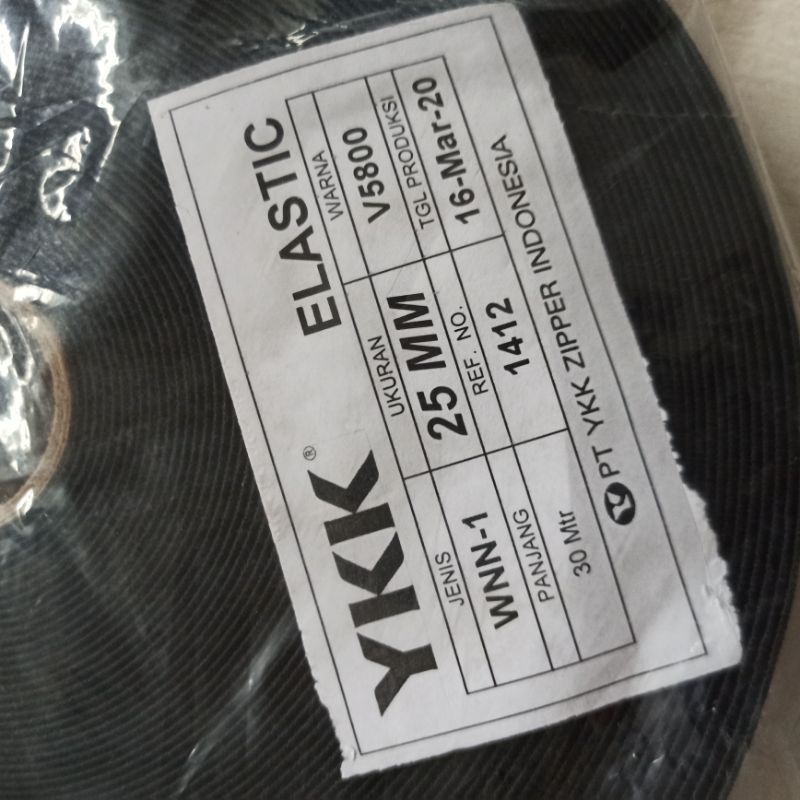 YKK® ELASTIC
JENIS UKURAN WARNA
WNN-1 25 MM V5800
PANJANG REF. NO. TGL PRODUKSI
30 Mtr 1412 16-Mar-20
PT YKK ZIPPER INDONESIA